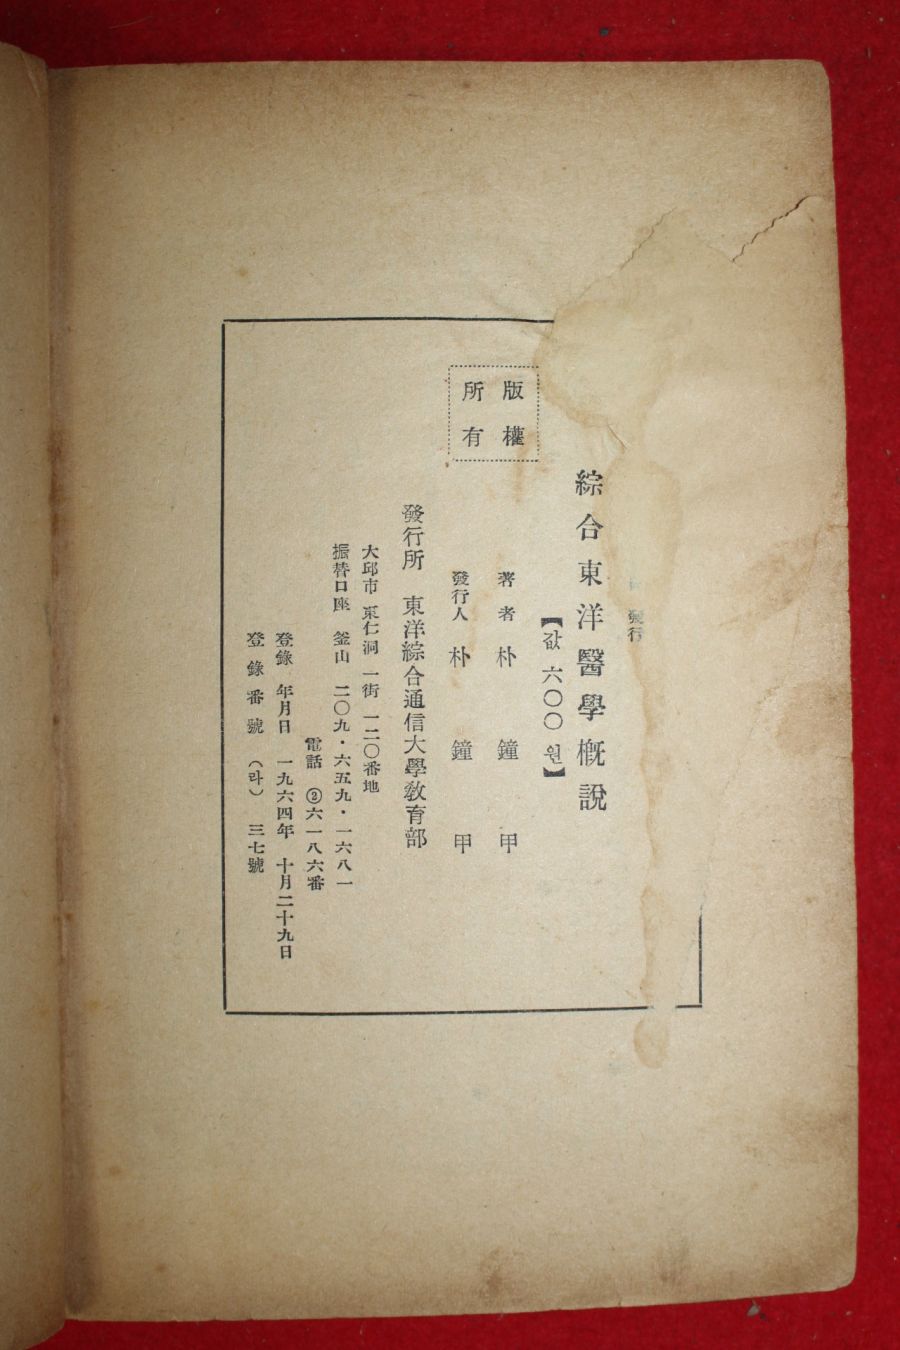 發行
綜合東洋醫學槪說
【값 六〇〇 원】
版權
所有
著者 朴鐘甲
發行人 朴鐘甲
發行所 東洋綜合通信大學敎育部
大邱市 東仁洞 一街 一二〇番地
振替口座 釜山 二〇九・六五九・一六八一
電話 ②六一八六番
登錄 年月日 一九六四年 十月二十九日
登錄番號 (라) 三七號